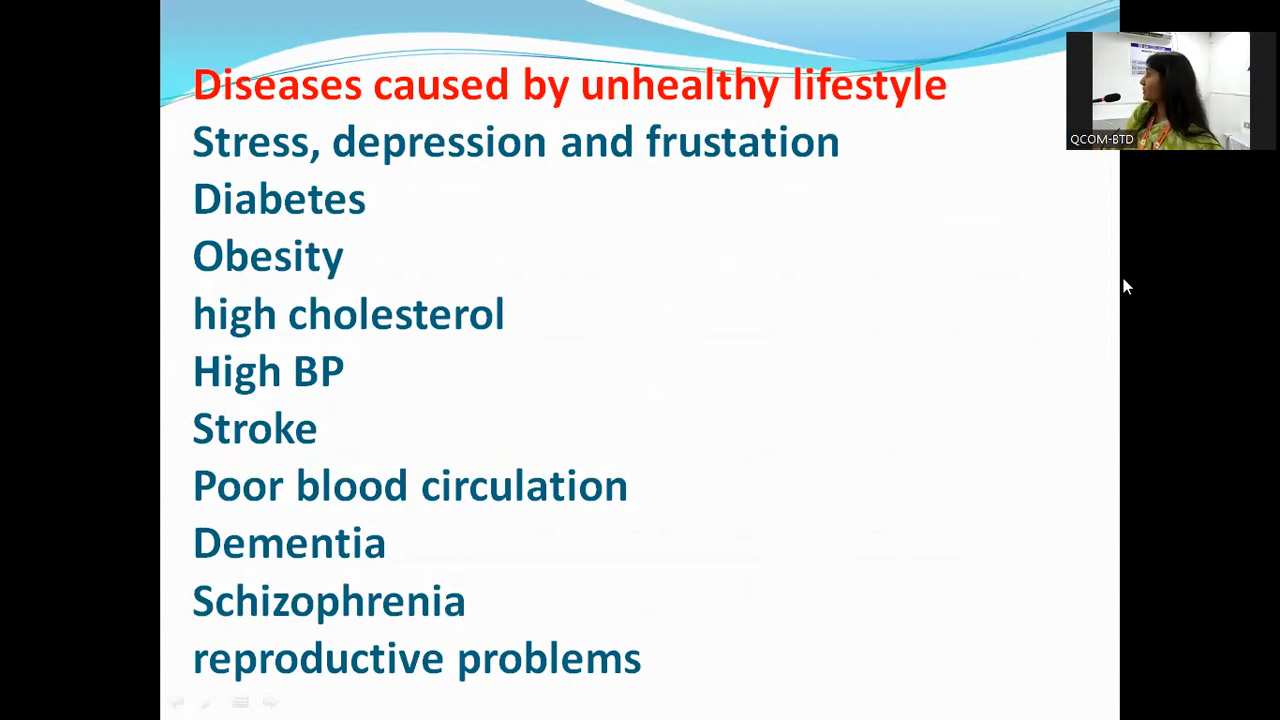 Diseases caused by unhealthy lifestyle
Stress, depression and frustation
Diabetes
Obesity
high cholesterol
High BP
Stroke
Poor blood circulation
Dementia
Schizophrenia
reproductive problems
QCOM-BTD